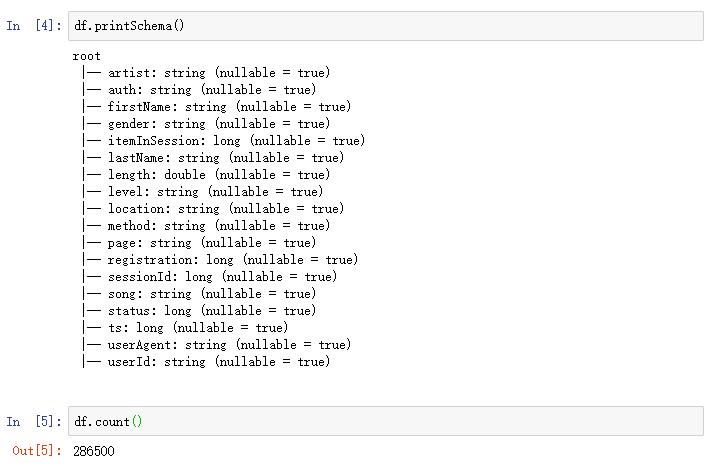 In [4]: df.printSchema()
root
|-- artist: string (nullable = true)
|-- auth: string (nullable = true)
|-- firstName: string (nullable = true)
|-- gender: string (nullable = true)
|-- itemInSession: long (nullable = true)
|-- lastName: string (nullable = true)
|-- length: double (nullable = true)
|-- level: string (nullable = true)
|-- location: string (nullable = true)
|-- method: string (nullable = true)
|-- page: string (nullable = true)
|-- registration: long (nullable = true)
|-- sessionId: long (nullable = true)
|-- song: string (nullable = true)
|-- status: long (nullable = true)
|-- ts: long (nullable = true)
|-- userAgent: string (nullable = true)
|-- userId: string (nullable = true)
In [5]: df.count()
Out[5]: 286500